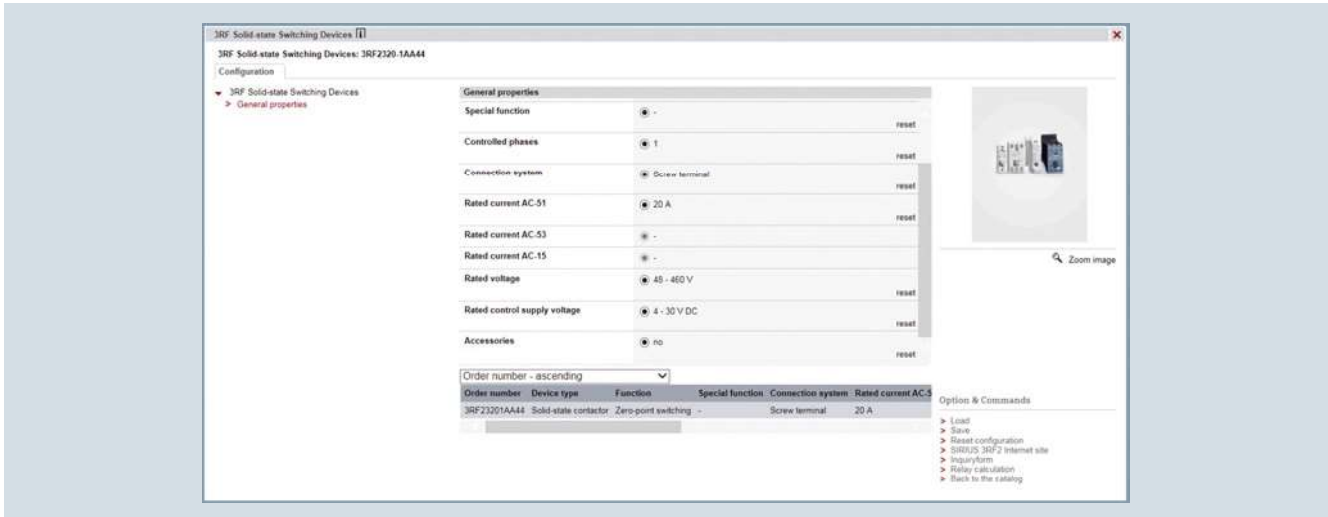 3RF Solid-state Switching Devices i
3RF Solid-state Switching Devices: 3RF2320-1AA44
Configuration
3RF Solid-state Switching Devices
> General properties
General properties
Special function -
reset
Controlled phases 1
reset
Connection system Screw terminal
reset
Rated current AC-51 20 A
reset
Rated current AC-53 -
Rated current AC-15 -
Rated voltage 48 - 460 V
reset
Rated control supply voltage 4 - 30 V DC
reset
Accessories no
reset
Zoom image
Order number - ascending
Order number Device type Function Special function Connection system Rated current AC-5
3RF23201AA44 Solid-state contactor Zero-point switching - Screw terminal 20 A
Option & Commands
> Load
> Save
> Reset configuration
> SIRIUS 3RF2 Internet site
> Inquiryform
> Relay calculation
> Back to the catalog